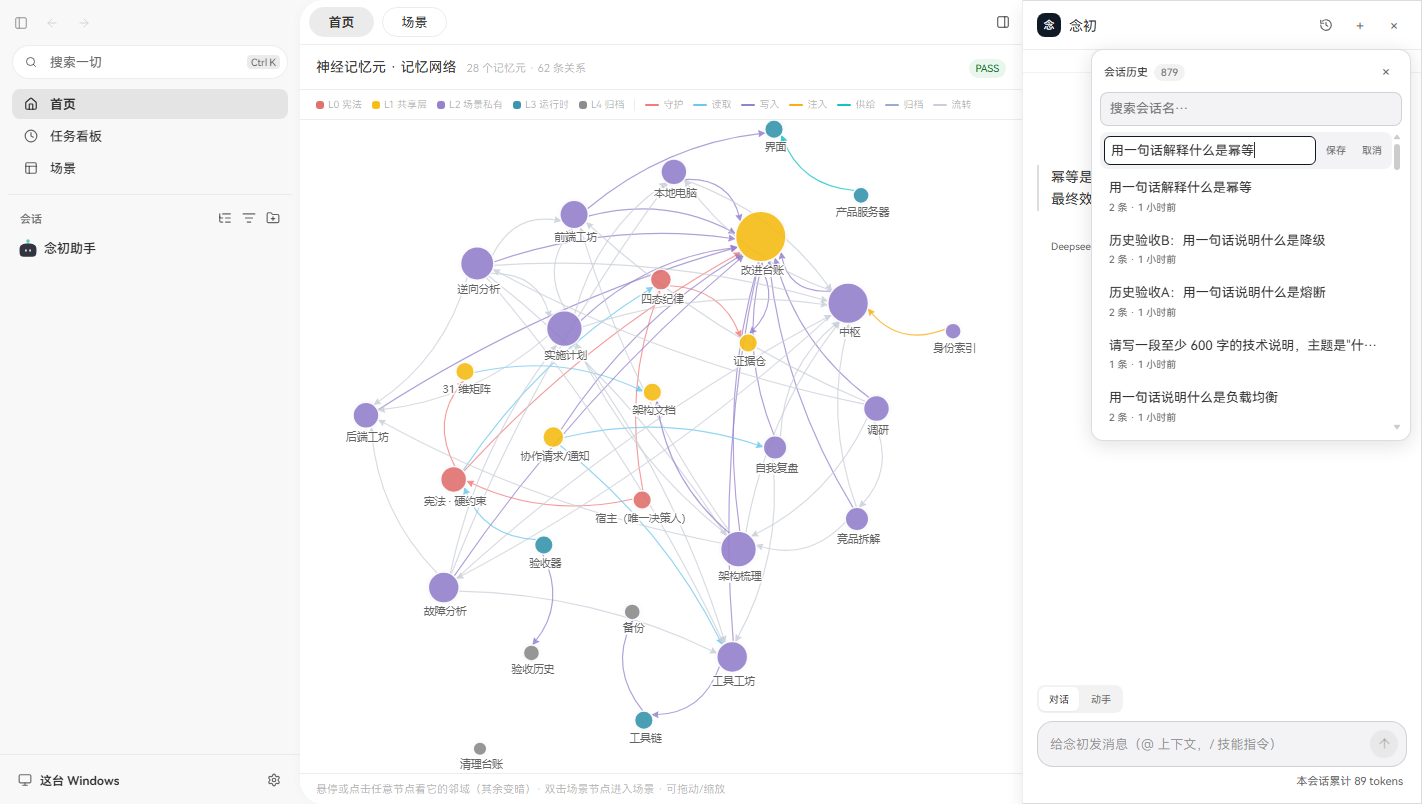 搜索一切
Ctrl K
首页
任务看板
场景
会话
念初助手
这台 Windows
首页
场景
神经记忆元 · 记忆网络
28 个记忆元 · 62 条关系
PASS
L0 宪法
L1 共享层
L2 场景私有
L3 运行时
L4 归档
守护
读取
写入
注入
供给
归档
流转
界面
本地电脑
产品服务器
前端工坊
改进台账
逆向分析
四态纪律
中枢
身份索引
实施计划
证据仓
31 维矩阵
架构文档
后端工坊
调研
协作请求/通知
自我复盘
宪法 · 硬约束
宿主（唯一决策人）
竞品拆解
验收器
架构梳理
故障分析
备份
验收历史
工具工坊
工具链
清理台账
悬停或点击任意节点看它的邻域（其余变暗）· 双击场景节点进入场景 · 可拖动/缩放
念
念初
会话历史
879
搜索会话名…
用一句话解释什么是幂等
保存
取消
用一句话解释什么是幂等
2 条 · 1 小时前
历史验收B：用一句话说明什么是降级
2 条 · 1 小时前
历史验收A：用一句话说明什么是熔断
2 条 · 1 小时前
请写一段至少 600 字的技术说明，主题是"什…
1 条 · 1 小时前
用一句话说明什么是负载均衡
2 条 · 1 小时前
幂等是
最终效
Deepsee
对话
动手
给念初发消息（@ 上下文，/ 技能指令）
本会话累计 89 tokens